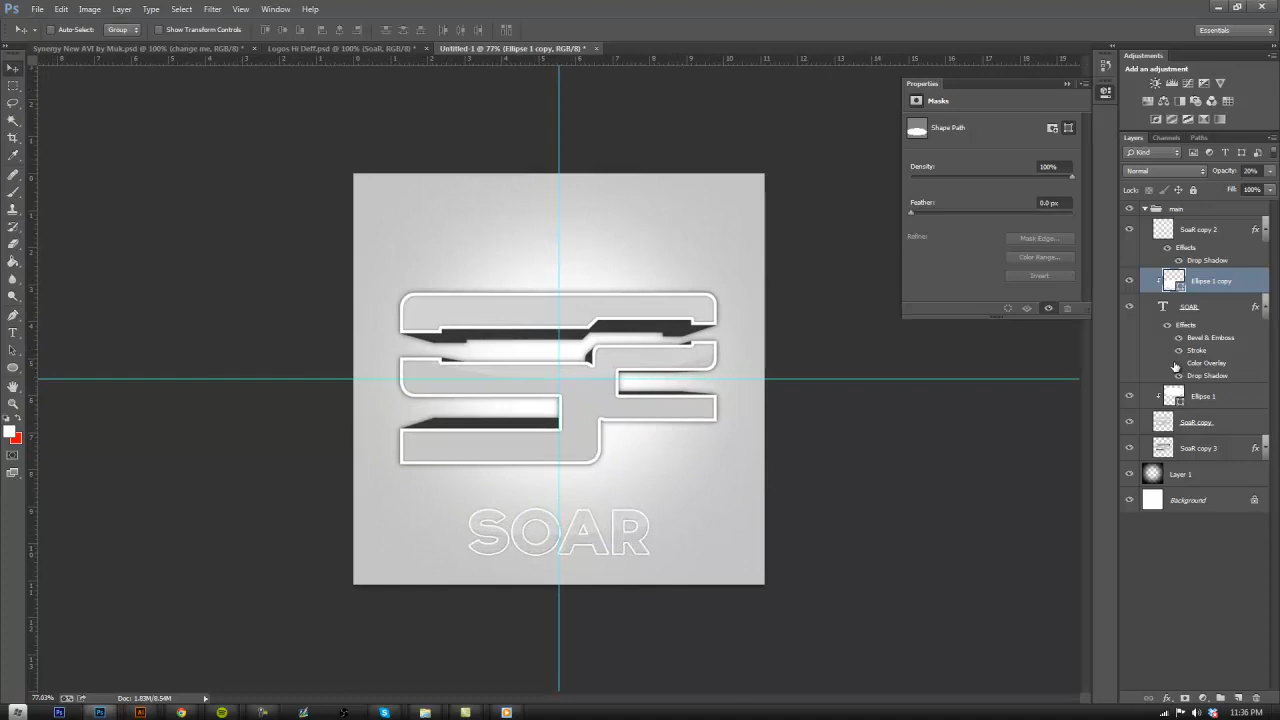 Ps File Edit Image Layer Type Select Filter View Window Help
Auto-Select: Group Show Transform Controls Essentials
Synergy New AVI by Muk.psd @ 100% (change me, RGB/8) * Logos Hi Deff.psd @ 100% (SoaR, RGB/8) * Untitled-1 @ 77% (Ellipse 1 copy, RGB/8) *
Properties
Masks
Shape Path
Density: 100%
Feather: 0.0 px
Refine:
Mask Edge...
Color Range...
Invert
Adjustments
Add an adjustment
Layers Channels Paths
Kind
Normal Opacity: 20%
Lock: Fill: 100%
main
SoaR copy 2 fx
Effects
Drop Shadow
Ellipse 1 copy
T SOAR fx
Effects
Bevel & Emboss
Stroke
Color Overlay
Drop Shadow
Ellipse 1
SoaR copy
SoaR copy 3 fx
Layer 1
Background
SOAR
77.03% Doc: 1.83M/8.54M
11:36 PM